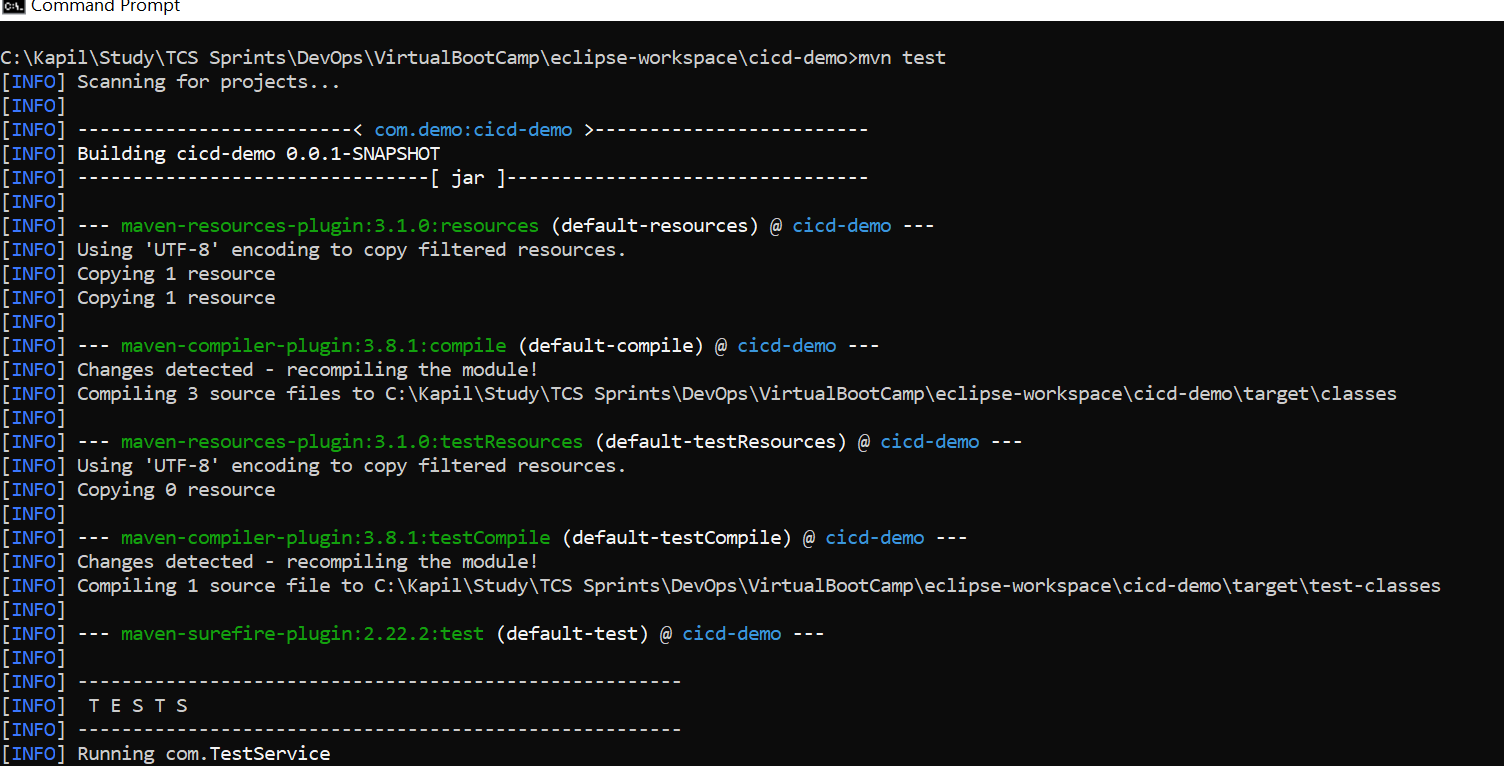 Command Prompt
C:\Kapil\Study\TCS Sprints\DevOps\VirtualBootCamp\eclipse-workspace\cicd-demo>mvn test
[INFO] Scanning for projects...
[INFO]
[INFO] -------------------------< com.demo:cicd-demo >-------------------------
[INFO] Building cicd-demo 0.0.1-SNAPSHOT
[INFO] --------------------------------[ jar ]---------------------------------
[INFO]
[INFO] --- maven-resources-plugin:3.1.0:resources (default-resources) @ cicd-demo ---
[INFO] Using 'UTF-8' encoding to copy filtered resources.
[INFO] Copying 1 resource
[INFO] Copying 1 resource
[INFO]
[INFO] --- maven-compiler-plugin:3.8.1:compile (default-compile) @ cicd-demo ---
[INFO] Changes detected - recompiling the module!
[INFO] Compiling 3 source files to C:\Kapil\Study\TCS Sprints\DevOps\VirtualBootCamp\eclipse-workspace\cicd-demo\target\classes
[INFO]
[INFO] --- maven-resources-plugin:3.1.0:testResources (default-testResources) @ cicd-demo ---
[INFO] Using 'UTF-8' encoding to copy filtered resources.
[INFO] Copying 0 resource
[INFO]
[INFO] --- maven-compiler-plugin:3.8.1:testCompile (default-testCompile) @ cicd-demo ---
[INFO] Changes detected - recompiling the module!
[INFO] Compiling 1 source file to C:\Kapil\Study\TCS Sprints\DevOps\VirtualBootCamp\eclipse-workspace\cicd-demo\target\test-classes
[INFO]
[INFO] --- maven-surefire-plugin:2.22.2:test (default-test) @ cicd-demo ---
[INFO]
[INFO] -------------------------------------------------------
[INFO]  T E S T S
[INFO] -------------------------------------------------------
[INFO] Running com.TestService